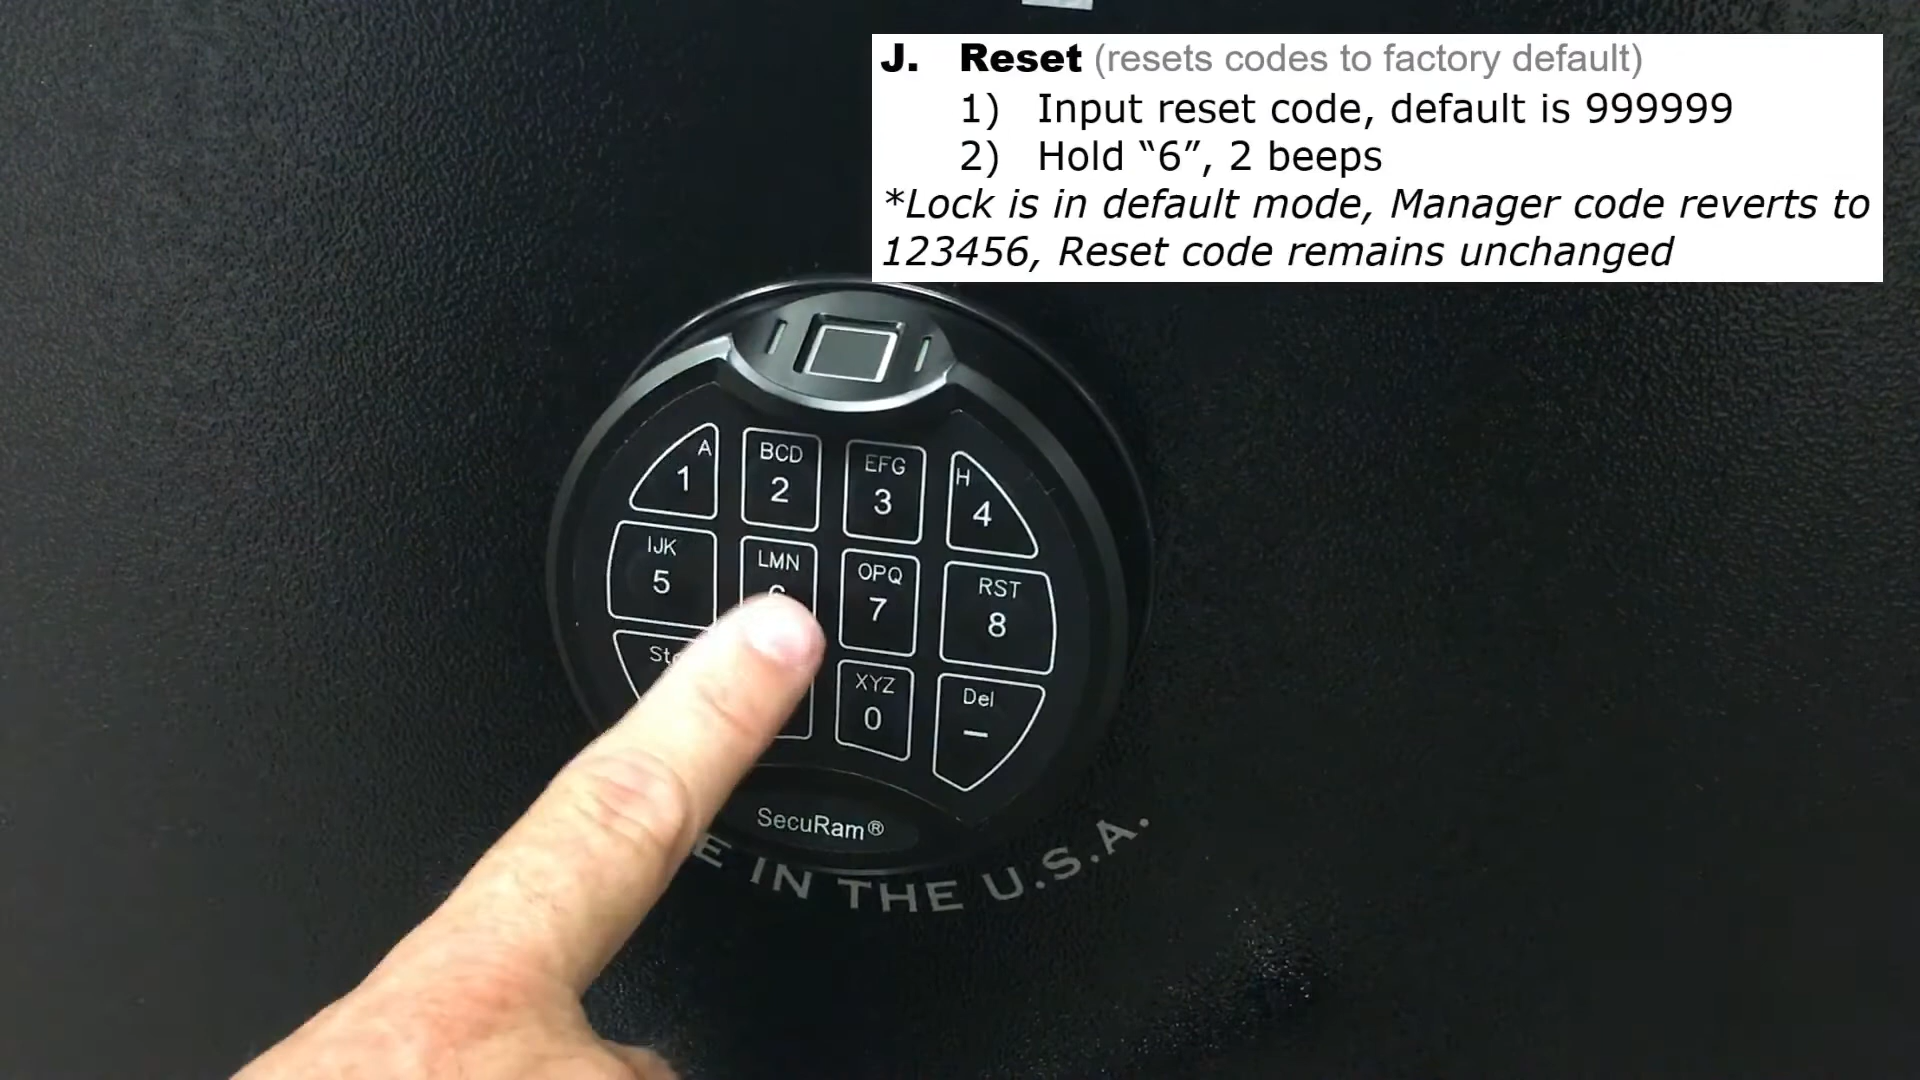 J. Reset (resets codes to factory default)
1) Input reset code, default is 999999
2) Hold “6”, 2 beeps
*Lock is in default mode, Manager code reverts to
123456, Reset code remains unchanged
A
1
BCD
2
EFG
3
H
4
IJK
5
LMN
OPQ
7
RST
8
XYZ
0
Del
–
SecuRam®
IN THE U.S.A.